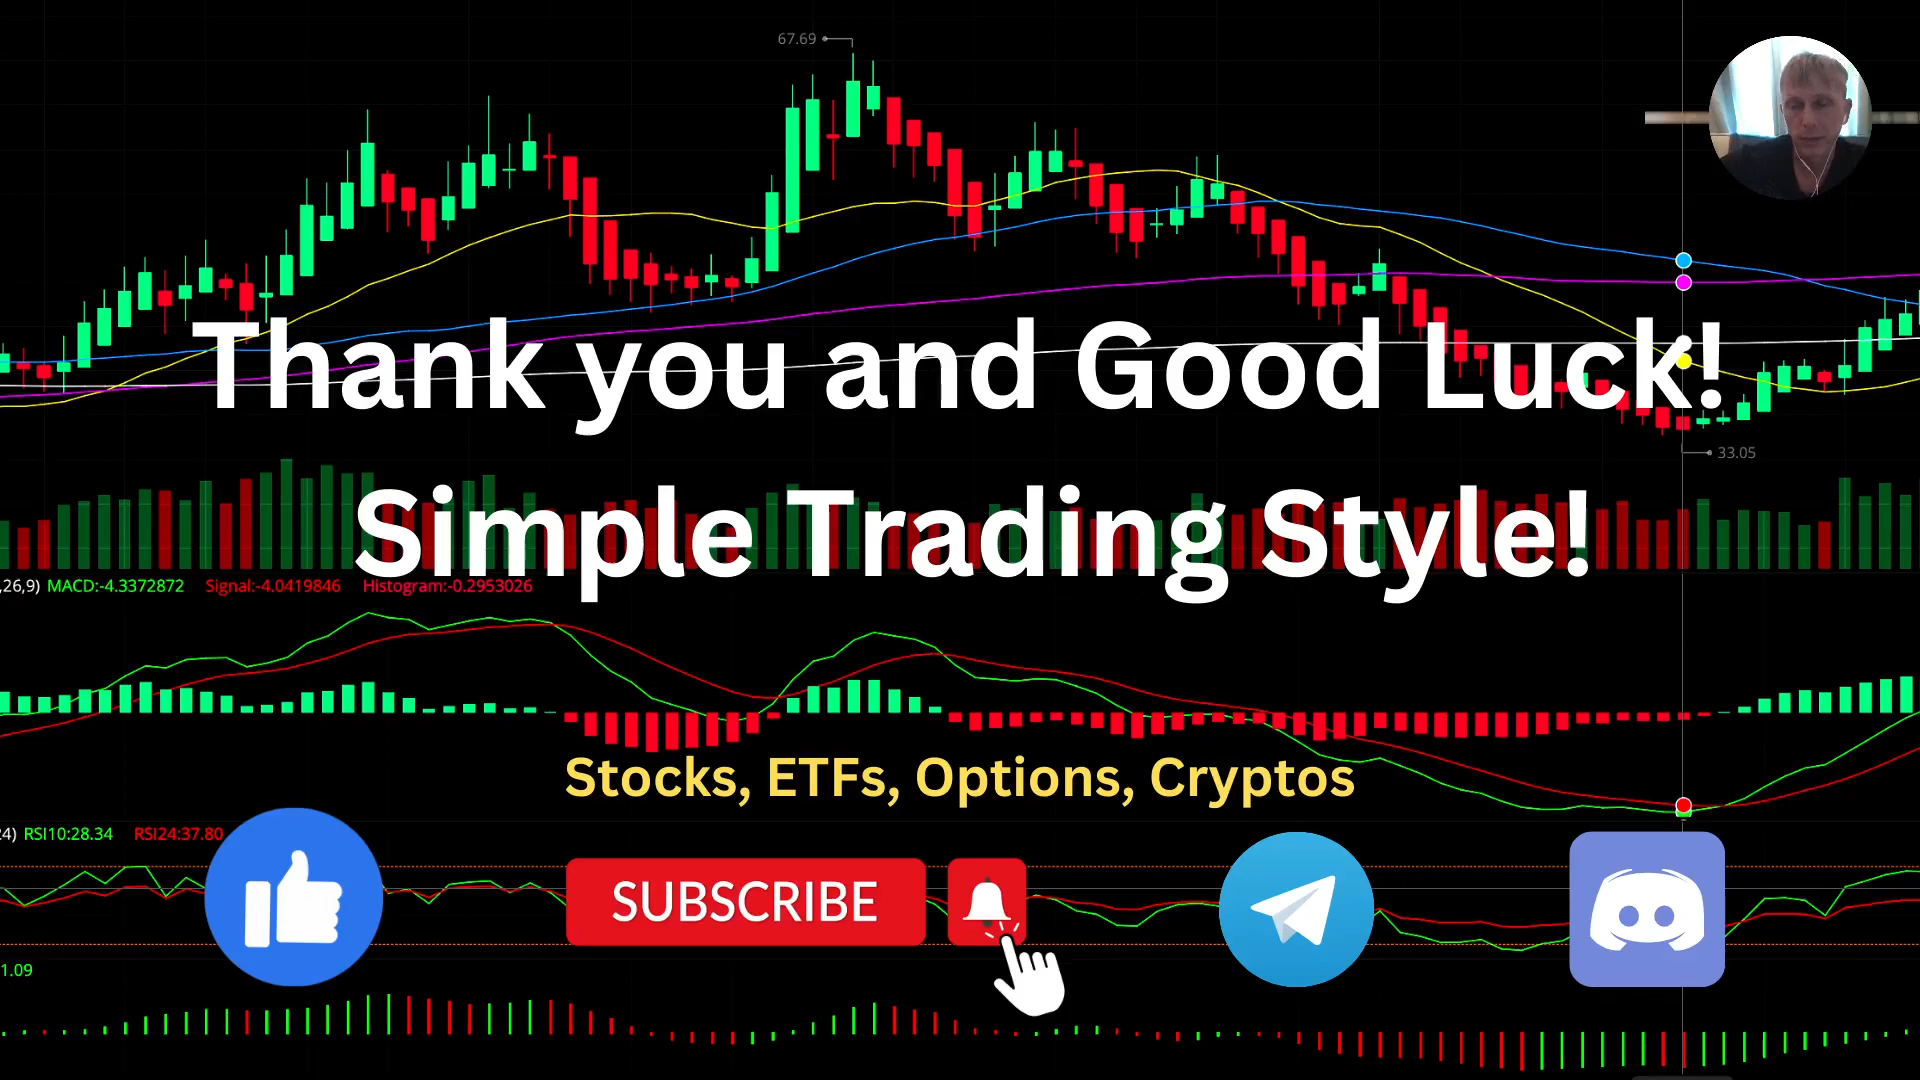 67.69
Thank you and Good Luck!
33.05
Simple Trading Style!
,26,9) MACD:-4.3372872 Signal:-4.0419846 Histogram:-0.2953026
Stocks, ETFs, Options, Cryptos
24) RSI10:28.34 RSI24:37.80
SUBSCRIBE
1.09